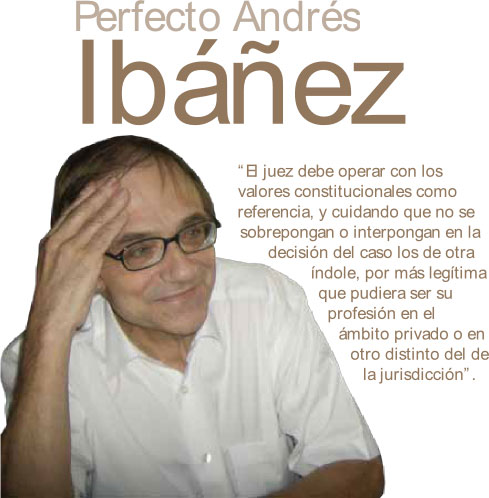 Perfecto Andrés
Ibáñez
“El juez debe operar con los
valores constitucionales como
referencia, y cuidando que no se
sobrepongan o interpongan en la
decisión del caso los de otra
índole, por más legítima
que pudiera ser su
profesión en el
ámbito privado o en
otro distinto del de
la jurisdicción”.